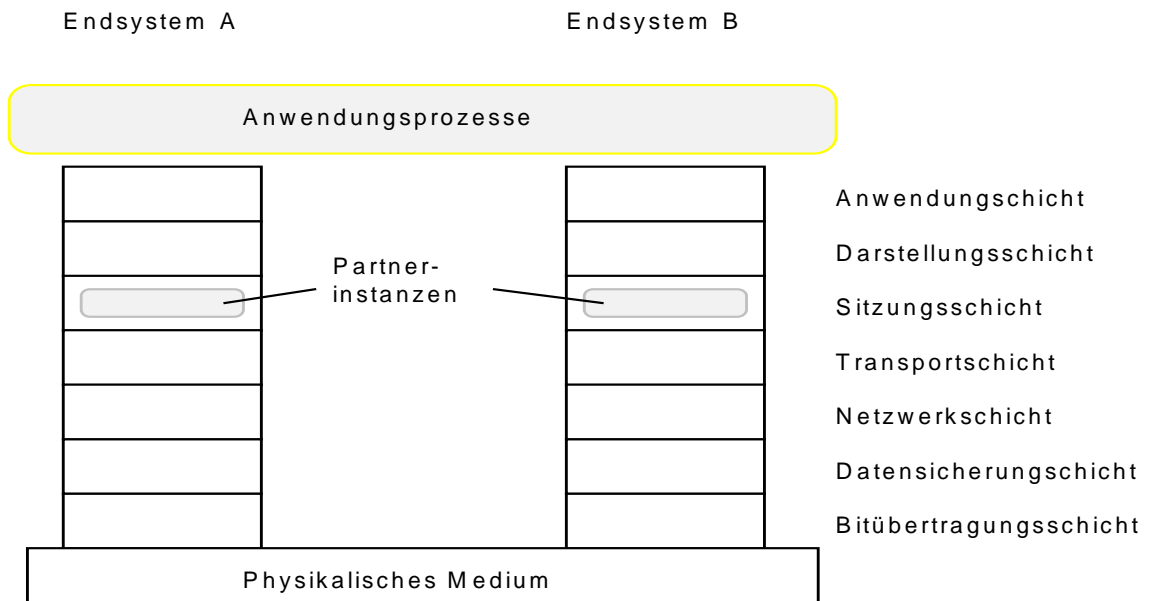 Endsystem A
Endsystem B
Anwendungsprozesse
Anwendungschicht
Darstellungsschicht
Partner-
instanzen
Sitzungsschicht
Transportschicht
Netzwerkschicht
Datensicherungschicht
Bitübertragungsschicht
Physikalisches Medium